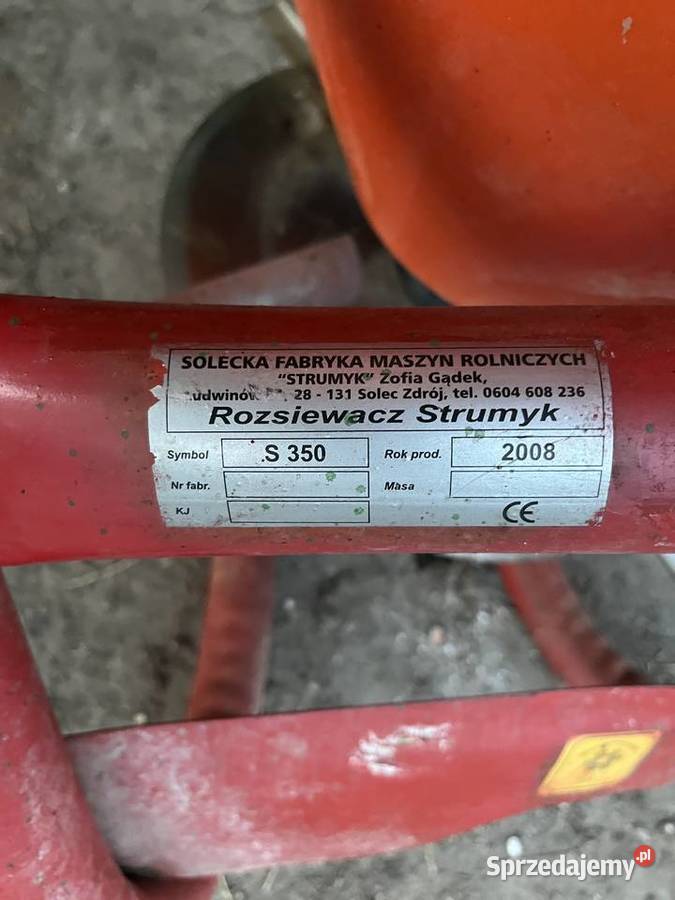 SOLECKA FABRYKA MASZYN ROLNICZYCH
"STRUMYK" Zofia Gądek,
28 - 131 Solec Zdrój, tel. 0604 608 236
Rozsiewacz Strumyk
Symbol S 350 Rok prod. 2008
Nr fabr. Masa
KJ CE
Sprzedajemy.pl